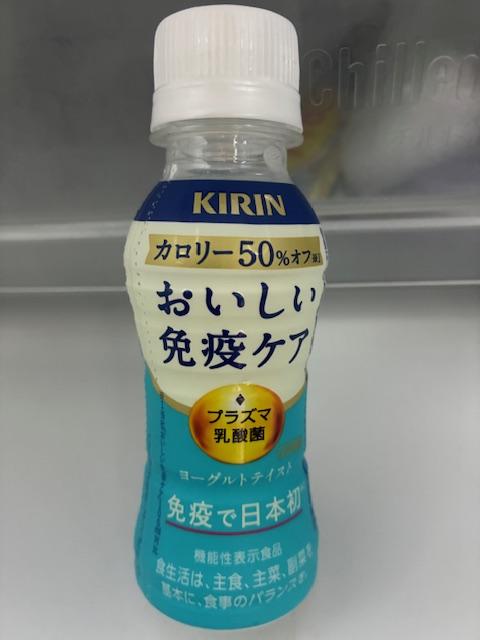 Chilled
KIRIN
カロリー50%オフ
おいしい
免疫ケア
プラズマ
乳酸菌
ヨーグルトテイスト
免疫で日本初
機能性表示食品
食生活は、主食、主菜、副菜を
基本に、食事のバランスを